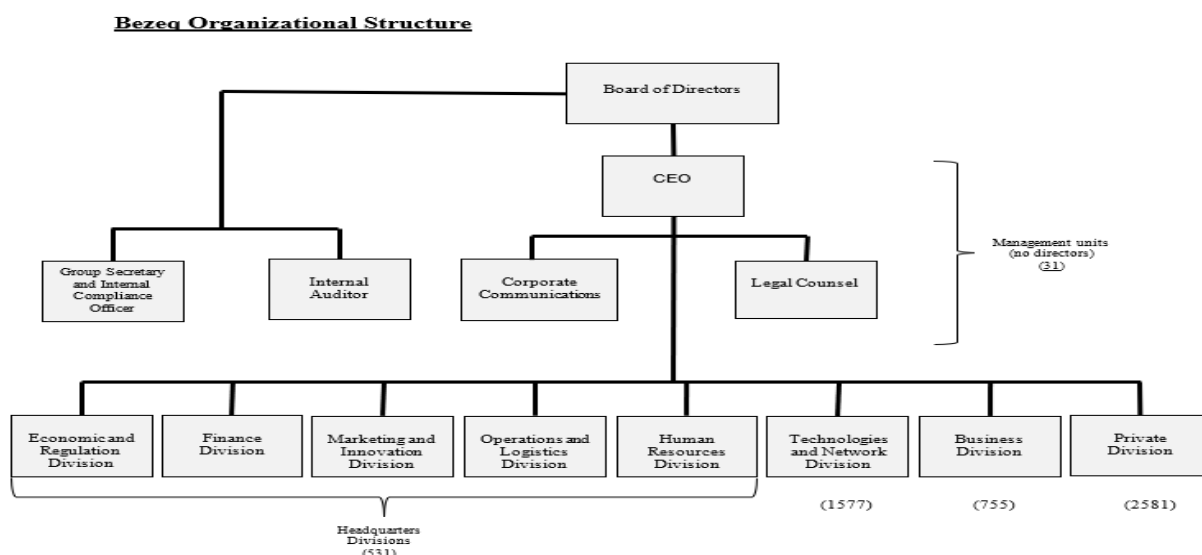 Bezeq Organizational Structure
Board of Directors
CEO
Group Secretary
and Internal
Compliance
Officer
Internal
Auditor
Corporate
Communications
Legal Counsel
Management units
(no directors)
(31)
Economic and
Regulation
Division
Finance
Division
Marketing and
Innovation
Division
Operations and
Logistics
Division
Human
Resources
Division
Technologies
and Network
Division
Business
Division
Private
Division
(1577)
(755)
(2581)
Headquarters
Divisions
(531)